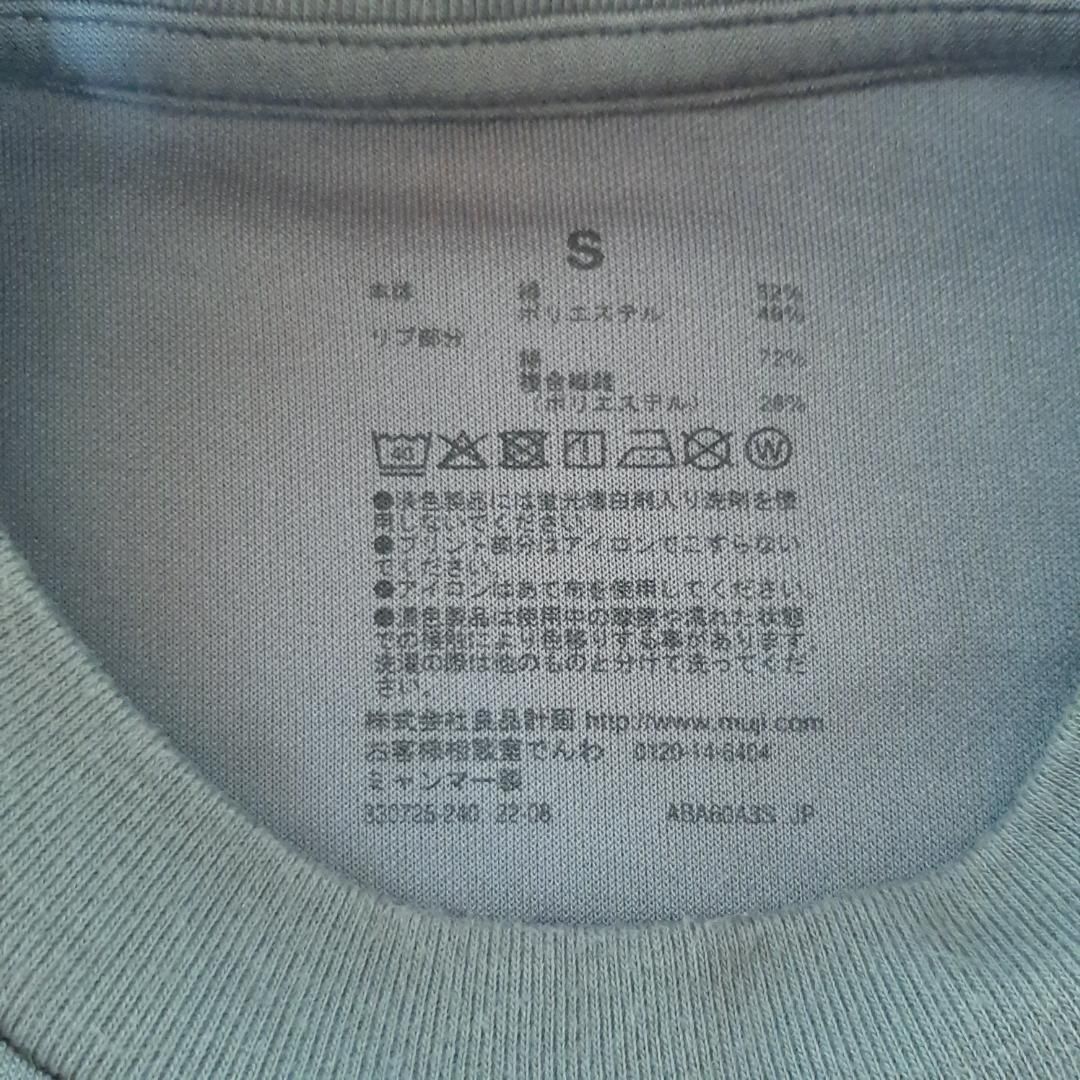 S
本体 綿 52%
ポリエステル 48%
リブ部分
綿 72%
複合繊維
(ポリエステル) 28%
40
W
●淡色製品には蛍光増白剤入り洗剤を使
用しないでください。
●プリント部分はアイロンでこすらない
でください。
●アイロンはあて布を使用してください。
●濃色製品は使用中の摩擦や濡れた状態
での接触により色移りする事があります。
洗濯の際は他のものと分けて洗ってくだ
さい。
株式会社良品計画 http://www.muji.com
お客様相談室でんわ 0120-14-6404
ミャンマー製
330725-240 22-08 ABA60A3S JP